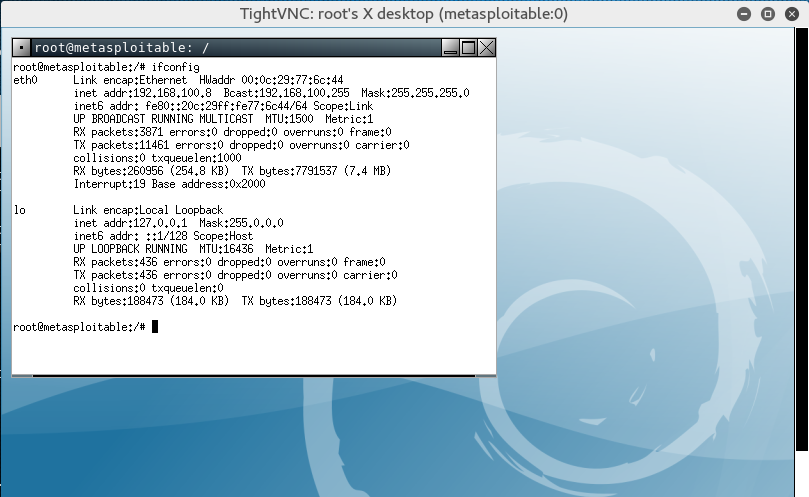 TightVNC: root's X desktop (metasploitable:0)
root@metasploitable: /
root@metasploitable:/# ifconfig
eth0      Link encap:Ethernet  HWaddr 00:0c:29:77:6c:44
          inet addr:192.168.100.8  Bcast:192.168.100.255  Mask:255.255.255.0
          inet6 addr: fe80::20c:29ff:fe77:6c44/64 Scope:Link
          UP BROADCAST RUNNING MULTICAST  MTU:1500  Metric:1
          RX packets:3871 errors:0 dropped:0 overruns:0 frame:0
          TX packets:11461 errors:0 dropped:0 overruns:0 carrier:0
          collisions:0 txqueuelen:1000
          RX bytes:260956 (254.8 KB)  TX bytes:7791537 (7.4 MB)
          Interrupt:19 Base address:0x2000
lo        Link encap:Local Loopback
          inet addr:127.0.0.1  Mask:255.0.0.0
          inet6 addr: ::1/128 Scope:Host
          UP LOOPBACK RUNNING  MTU:16436  Metric:1
          RX packets:436 errors:0 dropped:0 overruns:0 frame:0
          TX packets:436 errors:0 dropped:0 overruns:0 carrier:0
          collisions:0 txqueuelen:0
          RX bytes:188473 (184.0 KB)  TX bytes:188473 (184.0 KB)
root@metasploitable:/#